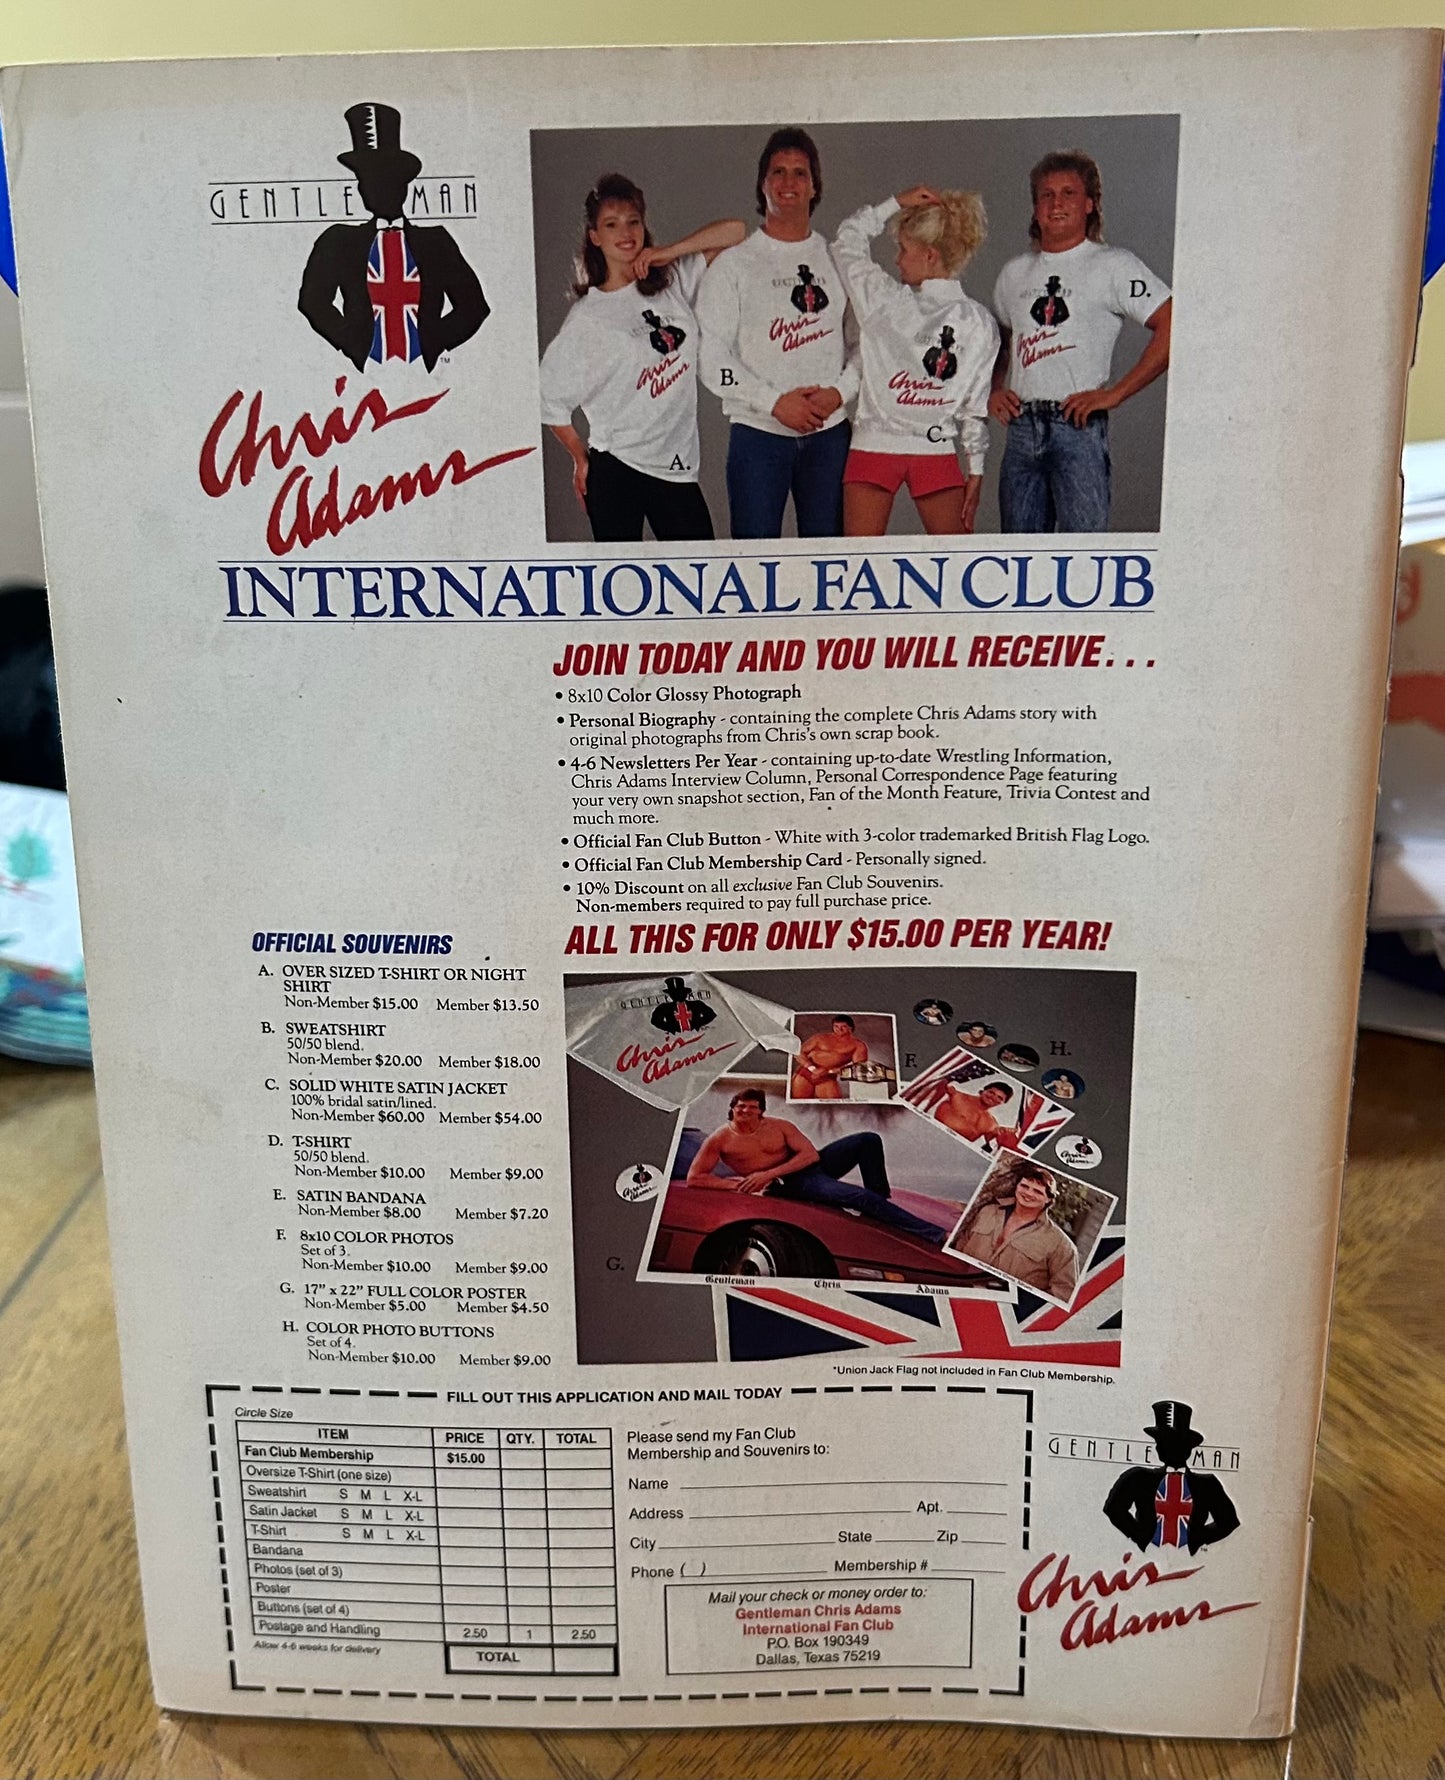 GENTLEMAN
TM
Chris
Adams
A.
B.
C.
D.
INTERNATIONAL FAN CLUB
JOIN TODAY AND YOU WILL RECEIVE. . .
• 8x10 Color Glossy Photograph
• Personal Biography - containing the complete Chris Adams story with
original photographs from Chris's own scrap book.
• 4-6 Newsletters Per Year - containing up-to-date Wrestling Information,
Chris Adams Interview Column, Personal Correspondence Page featuring
your very own snapshot section, Fan of the Month Feature, Trivia Contest and
much more.
• Official Fan Club Button - White with 3-color trademarked British Flag Logo.
• Official Fan Club Membership Card - Personally signed.
• 10% Discount on all exclusive Fan Club Souvenirs.
Non-members required to pay full purchase price.
ALL THIS FOR ONLY $15.00 PER YEAR!
OFFICIAL SOUVENIRS
A. OVER SIZED T-SHIRT OR NIGHT
SHIRT
Non-Member $15.00 Member $13.50
B. SWEATSHIRT
50/50 blend.
Non-Member $20.00 Member $18.00
C. SOLID WHITE SATIN JACKET
100% bridal satin/lined.
Non-Member $60.00 Member $54.00
D. T-SHIRT
50/50 blend.
Non-Member $10.00 Member $9.00
E. SATIN BANDANA
Non-Member $8.00 Member $7.20
F. 8x10 COLOR PHOTOS
Set of 3.
Non-Member $10.00 Member $9.00
G. 17" x 22" FULL COLOR POSTER
Non-Member $5.00 Member $4.50
H. COLOR PHOTO BUTTONS
Set of 4.
Non-Member $10.00 Member $9.00
GENTLEMAN
Chris
Adams
F.
H.
G.
Gentleman Chris Adams
*Union Jack Flag not included in Fan Club Membership.
FILL OUT THIS APPLICATION AND MAIL TODAY
Circle Size
ITEM PRICE QTY. TOTAL
Fan Club Membership $15.00
Oversize T-Shirt (one size)
Sweatshirt S M L X-L
Satin Jacket S M L X-L
T-Shirt S M L X-L
Bandana
Photos (set of 3)
Poster
Buttons (set of 4)
Postage and Handling 2.50 1 2.50
Allow 4-6 weeks for delivery
TOTAL
Please send my Fan Club
Membership and Souvenirs to:
Name
Address Apt.
City State Zip
Phone ( ) Membership #
Mail your check or money order to:
Gentleman Chris Adams
International Fan Club
P.O. Box 190349
Dallas, Texas 75219
GENTLEMAN
Chris
Adams